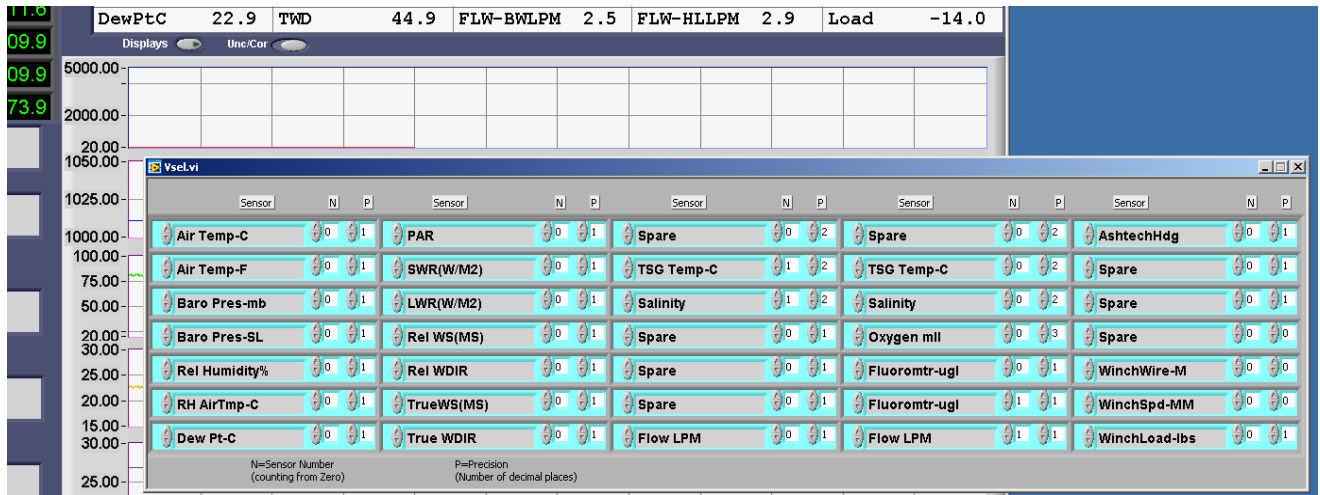 11.6
DewPtC 22.9 TWD 44.9 FLW-BWLPM 2.5 FLW-HLLPM 2.9 Load -14.0
09.9 Displays Unc/Cor
09.9 5000.00
73.9 2000.00
20.00
1050.00 Vsel.vi
1025.00 Sensor N P Sensor N P Sensor N P Sensor N P Sensor N P
1000.00 Air Temp-C 0 1 PAR 0 1 Spare 0 2 Spare 0 2 AshtechHdg 0 1
100.00
75.00 Air Temp-F 0 1 SWR(W/M2) 0 1 TSG Temp-C 1 2 TSG Temp-C 0 2 Spare 0 1
50.00 Baro Pres-mb 0 1 LWR(W/M2) 0 1 Salinity 1 2 Salinity 0 2 Spare 0 1
20.00 Baro Pres-SL 0 1 Rel WS(MS) 0 1 Spare 0 1 Oxygen mll 0 3 Spare 0 0
30.00
25.00 Rel Humidity% 0 1 Rel WDIR 0 1 Spare 0 1 Fluoromtr-ugl 0 1 WinchWire-M 0 0
20.00 RH AirTmp-C 0 1 TrueWS(MS) 0 1 Spare 0 1 Fluoromtr-ugl 1 1 WinchSpd-MM 0 0
15.00
30.00 Dew Pt-C 0 1 True WDIR 0 1 Flow LPM 0 1 Flow LPM 1 1 WinchLoad-lbs 0 1
N=Sensor Number P=Precision
25.00 (counting from Zero) (Number of decimal places)